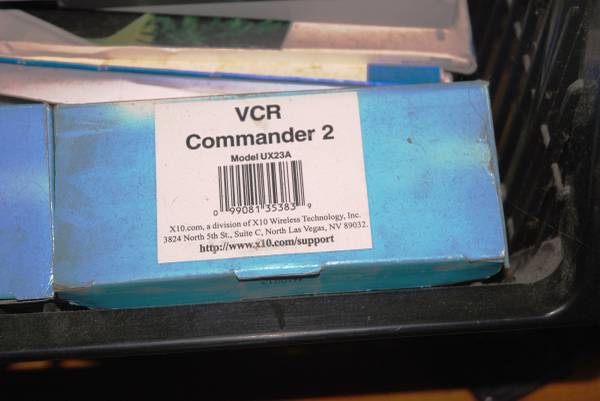 VCR
Commander 2
Model UX23A
0 99081 35383 9
X10.com, a division of X10 Wireless Technology, Inc.
3824 North 5th St., Suite C, North Las Vegas, NV 89032.
http://www.x10.com/support